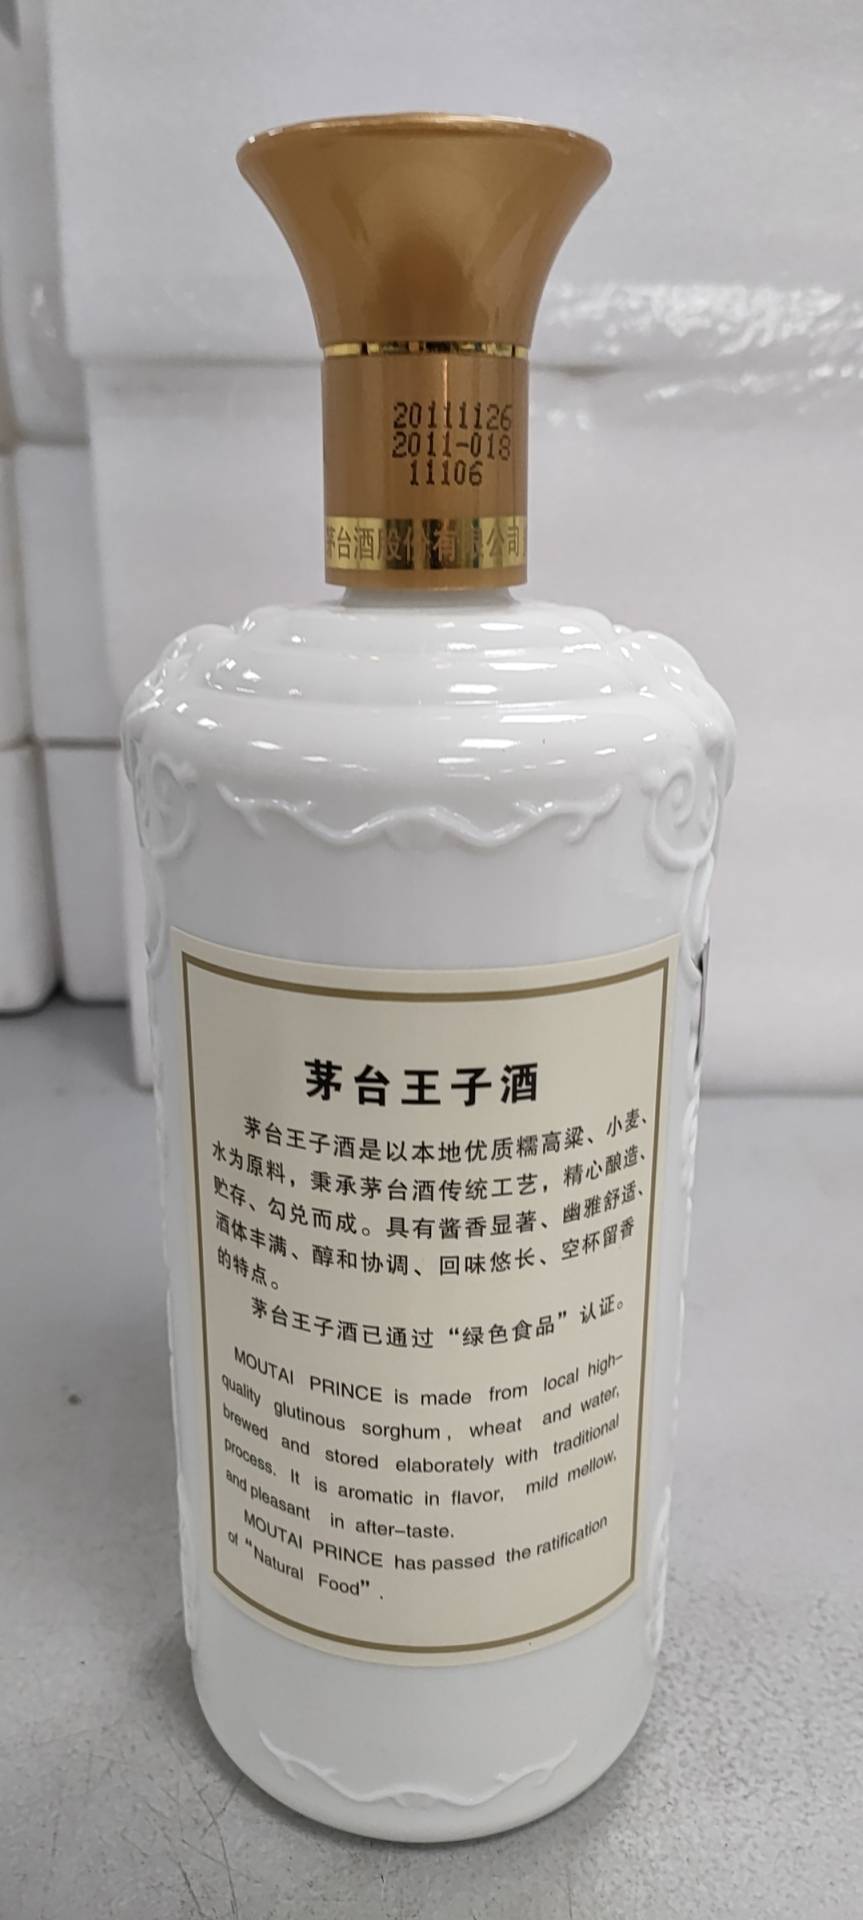 20111126
2011-018
11106
茅台酒股份有限公司
茅台王子酒
茅台王子酒是以本地优质糯高粱、小麦、
水为原料，秉承茅台酒传统工艺，精心酿造、
贮存、勾兑而成。具有酱香显著、幽雅舒适、
酒体丰满、醇和协调、回味悠长、空杯留香
的特点。
茅台王子酒已通过“绿色食品”认证。
MOUTAI PRINCE is made from local high-
quality glutinous sorghum, wheat and water,
brewed and stored elaborately with traditional
process. It is aromatic in flavor, mild mellow,
and pleasant in after-taste.
MOUTAI PRINCE has passed the ratification
of “Natural Food”.